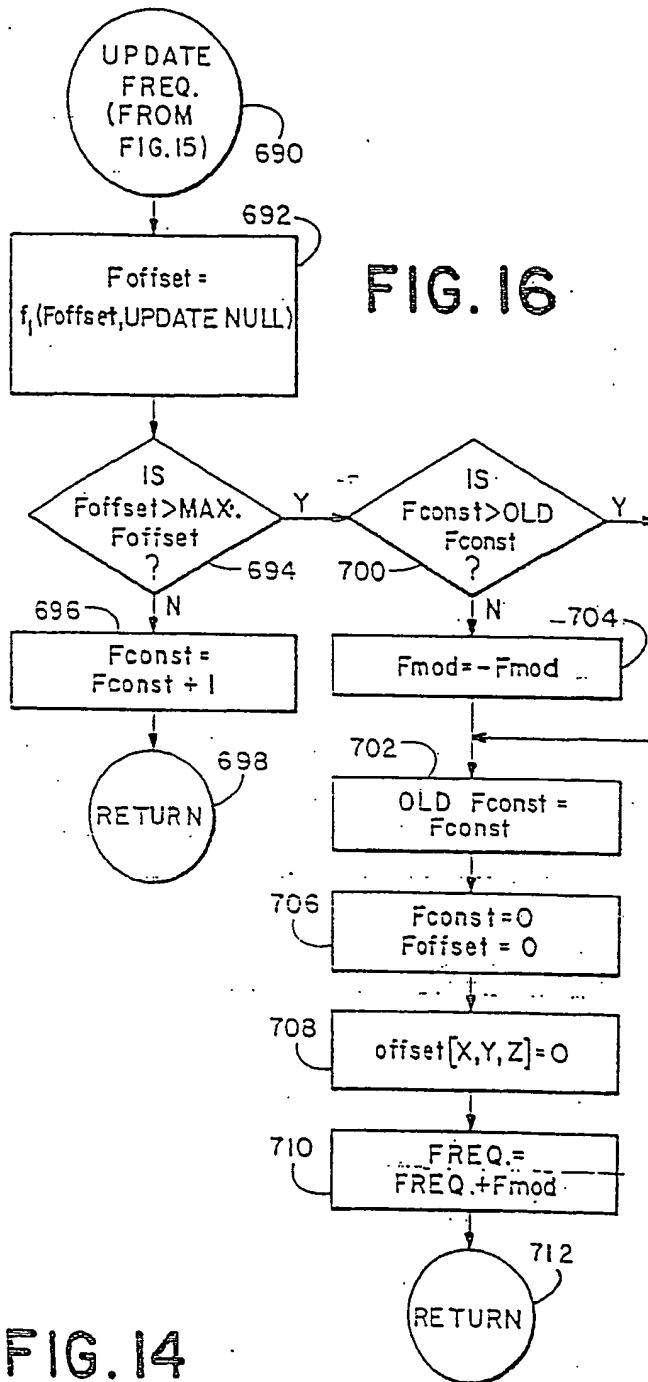 UPDATE
FREQ.
(FROM
FIG.15)
690
692
Foffset =
f1(Foffset,UPDATE NULL)
FIG. 16
IS
Foffset>MAX.
Foffset
?
694
Y
N
IS
Fconst>OLD
Fconst
?
700
Y
N
696
Fconst=
Fconst + 1
698
RETURN
704
Fmod=-Fmod
702
OLD Fconst=
Fconst
706
Fconst=0
Foffset = 0
708
offset[X,Y,Z]=0
710
FREQ.=
FREQ.+Fmod
712
RETURN
FIG.14